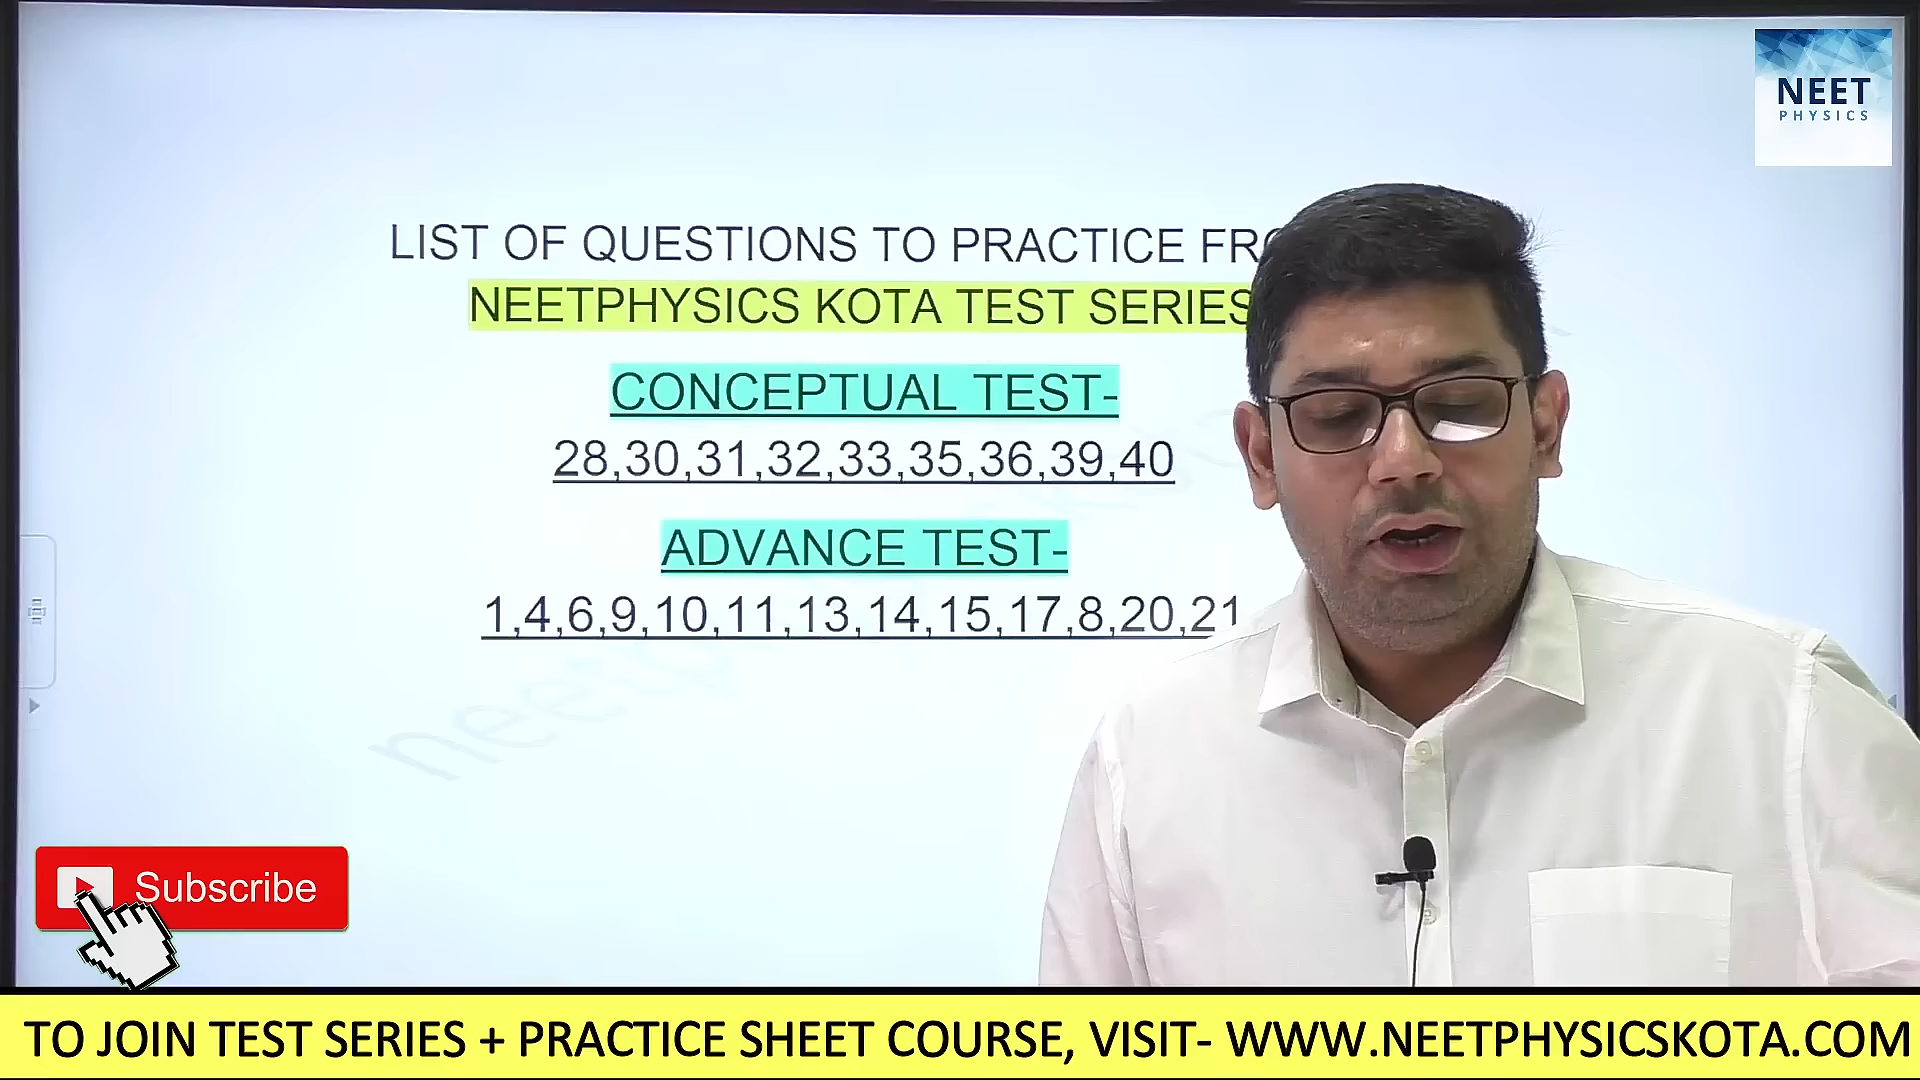 NEET
PHYSICS
LIST OF QUESTIONS TO PRACTICE
NEETPHYSICS KOTA TEST SERIES
CONCEPTUAL TEST-
28,30,31,32,33,35,36,39,40
ADVANCE TEST-
1,4,6,9,10,11,13,14,15,17,8,20,21
Subscribe
TO JOIN TEST SERIES + PRACTICE SHEET COURSE, VISIT- WWW.NEETPHYSICSKOTA.COM